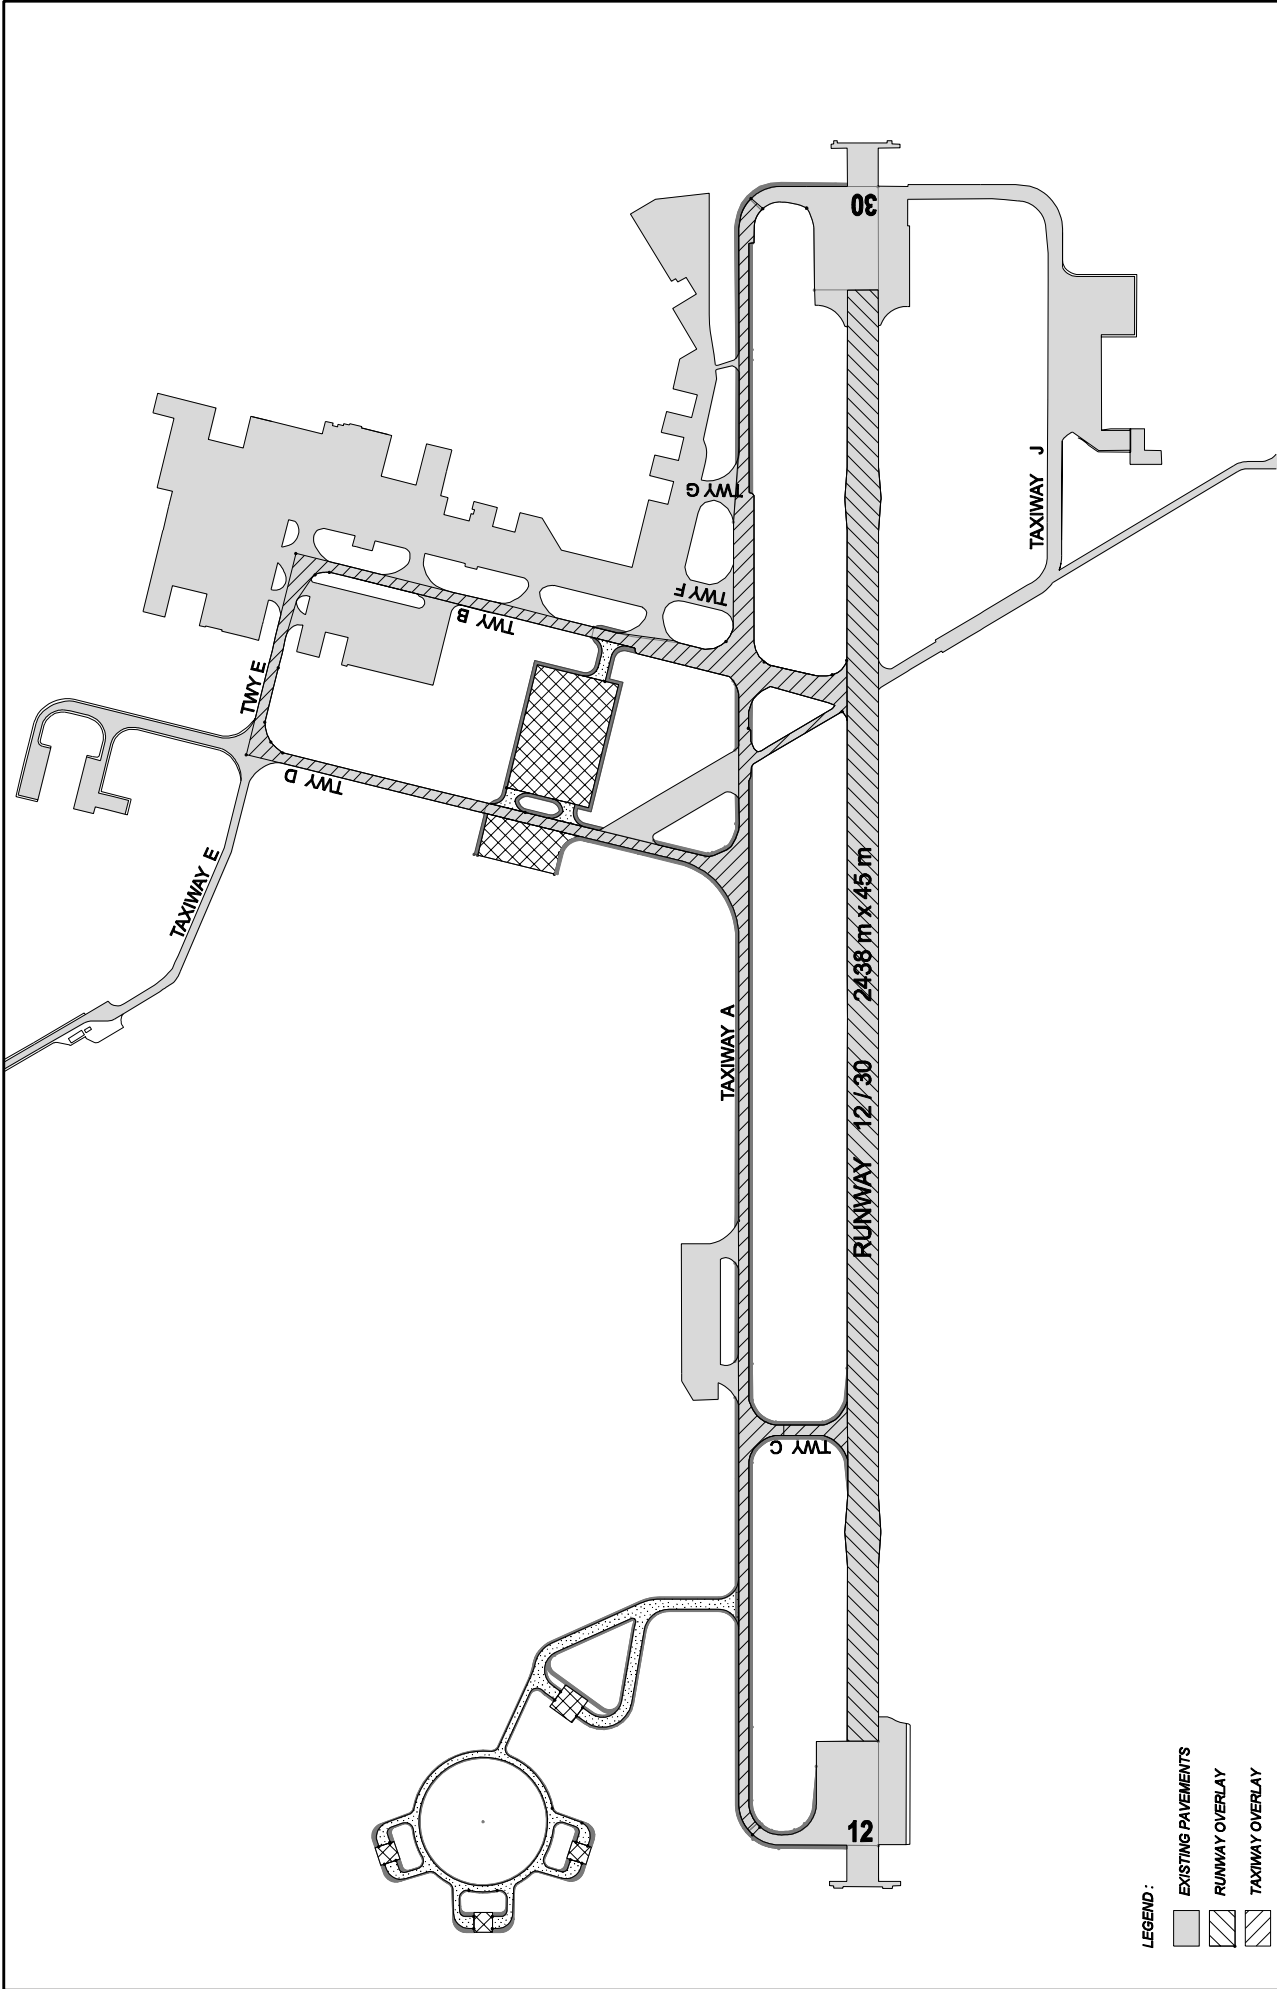 30
TWY G
TWY F
TWY B
TWY E
TWY D
TAXIWAY E
TAXIWAY J
TAXIWAY A
RUNWAY 12 / 30 2438 m x 45 m
TWY C
12
LEGEND :
EXISTING PAVEMENTS
RUNWAY OVERLAY
TAXIWAY OVERLAY